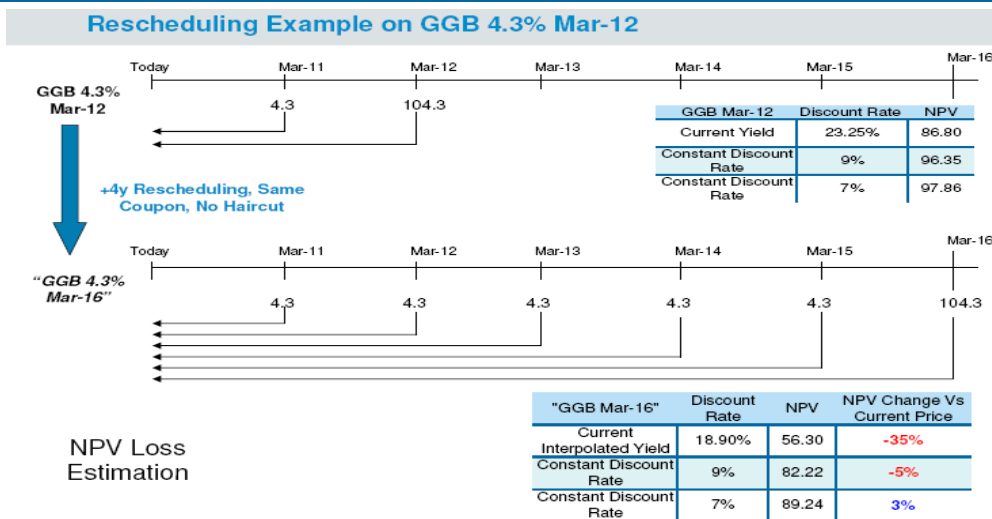 Rescheduling Example on GGB 4.3% Mar-12
Today Mar-11 Mar-12 Mar-13 Mar-14 Mar-15 Mar-16
GGB 4.3%
Mar-12
4.3 104.3
GGB Mar-12 Discount Rate NPV
Current Yield 23.25% 86.80
Constant Discount
Rate 9% 96.35
Constant Discount
Rate 7% 97.86
+4y Rescheduling, Same
Coupon, No Haircut
Today Mar-11 Mar-12 Mar-13 Mar-14 Mar-15 Mar-16
"GGB 4.3%
Mar-16"
4.3 4.3 4.3 4.3 4.3 104.3
NPV Loss
Estimation
"GGB Mar-16" Discount
Rate NPV NPV Change Vs
Current Price
Current
Interpolated Yield 18.90% 56.30 -35%
Constant Discount
Rate 9% 82.22 -5%
Constant Discount
Rate 7% 89.24 3%